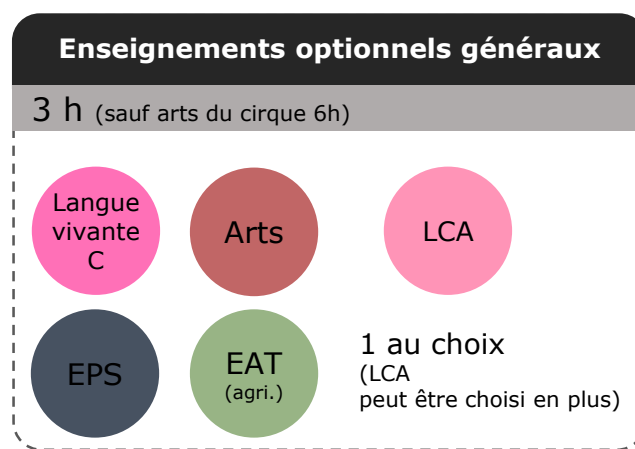 Enseignements optionnels généraux
3 h (sauf arts du cirque 6h)
Langue
vivante
C
Arts
LCA
EPS
EAT
(agri.)
1 au choix
(LCA
peut être choisi en plus)